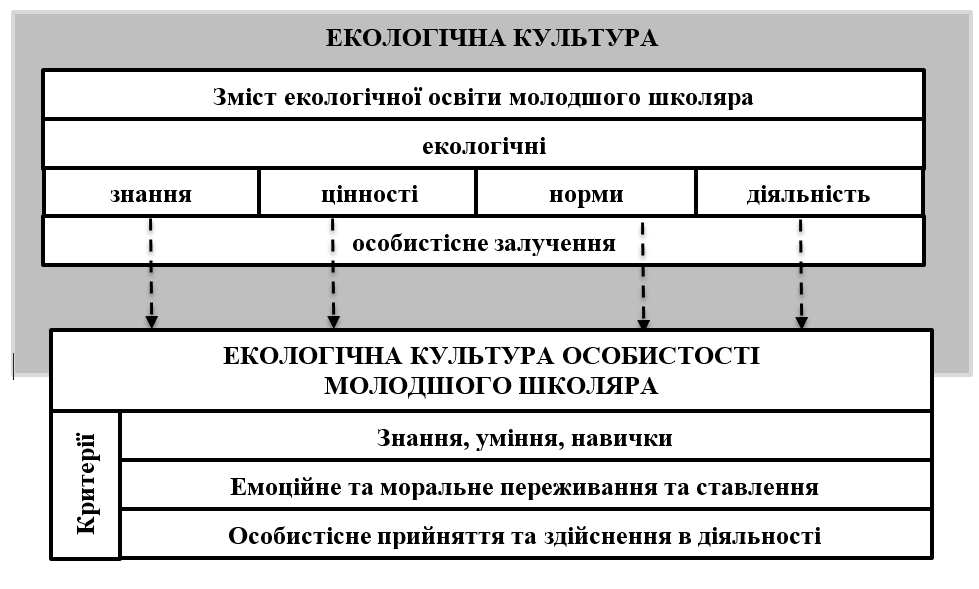 ЕКОЛОГІЧНА КУЛЬТУРА
Зміст екологічної освіти молодшого школяра
екологічні
знання
цінності
норми
діяльність
особистісне залучення
ЕКОЛОГІЧНА КУЛЬТУРА ОСОБИСТОСТІ
МОЛОДШОГО ШКОЛЯРА
Критерії
Знання, уміння, навички
Емоційне та моральне переживання та ставлення
Особистісне прийняття та здійснення в діяльності